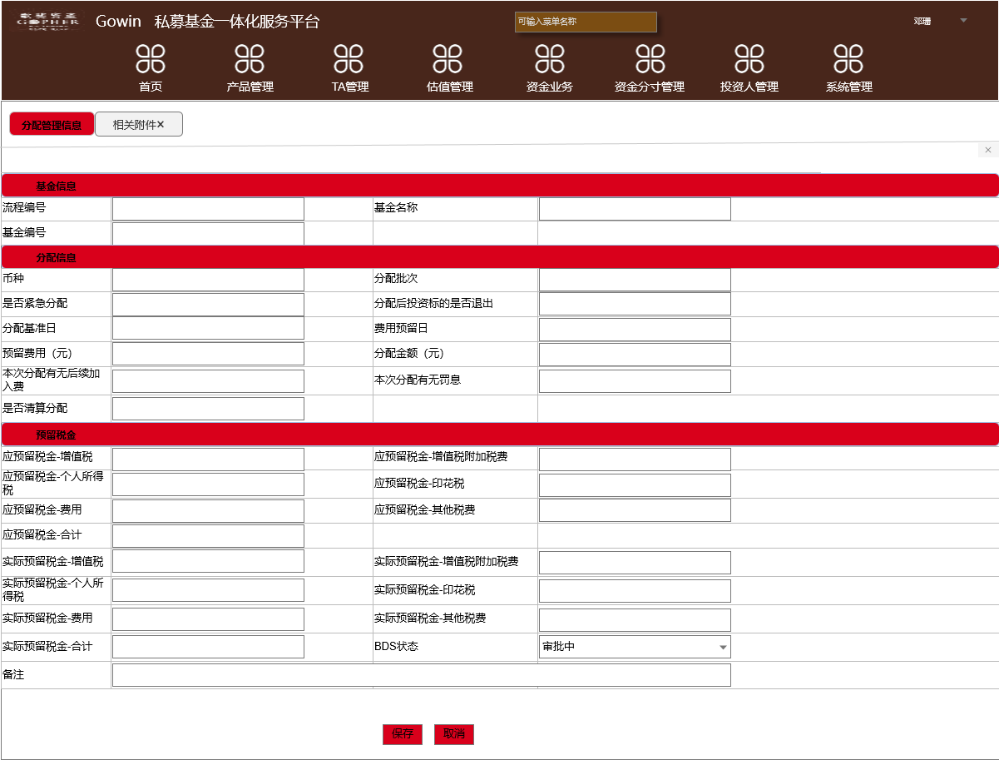 歌斐资产
GOPHER
Gowin 私募基金一体化服务平台
可输入菜单名称
邓珊
首页 产品管理 TA管理 估值管理 资金业务 资金分寸管理 投资人管理 系统管理
分配管理信息 相关附件×
×
基金信息
流程编号 基金名称
基金编号
分配信息
币种 分配批次
是否紧急分配 分配后投资标的是否退出
分配基准日 费用预留日
预留费用（元） 分配金额（元）
本次分配有无后续加
入费
本次分配有无罚息
是否清算分配
预留税金
应预留税金-增值税 应预留税金-增值税附加税费
应预留税金-个人所得
税
应预留税金-印花税
应预留税金-费用 应预留税金-其他税费
应预留税金-合计
实际预留税金-增值税 实际预留税金-增值税附加税费
实际预留税金-个人所
得税
实际预留税金-印花税
实际预留税金-费用 实际预留税金-其他税费
实际预留税金-合计 BDS状态 审批中
备注
保存 取消